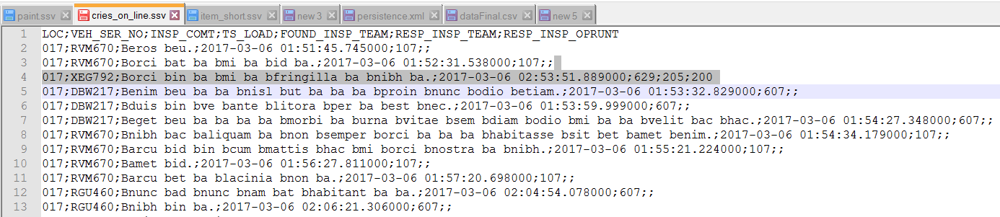 paint.ssv cries_on_line.ssv item_short.ssv new 3 persistence.xml dataFinal.csv new 5
1 LOC;VEH_SER_NO;INSP_COMT;TS_LOAD;FOUND_INSP_TEAM;RESP_INSP_TEAM;RESP_INSP_OPRUNT
2 017;RVM670;Beros beu.;2017-03-06 01:51:45.745000;107;;
3 017;RVM670;Borci bat ba bmi ba bid ba.;2017-03-06 01:52:31.538000;107;;
4 017;XEG792;Borci bin ba bmi ba bfringilla ba bnibh ba.;2017-03-06 02:53:51.889000;629;205;200
5 017;DBW217;Benim beu ba ba bnisl but ba ba ba bproin bnunc bodio betiam.;2017-03-06 01:53:32.829000;607;;
6 017;DBW217;Bduis bin bve bante blitora bper ba best bnec.;2017-03-06 01:53:59.999000;607;;
7 017;DBW217;Beget beu ba ba ba ba bmorbi ba burna bvitae bsem bdiam bodio bmi ba ba bvelit bac bhac.;2017-03-06 01:54:27.348000;607;;
8 017;RVM670;Bnibh bac baliquam ba bnon bsemper borci ba ba ba bhabitasse bsit bet bamet benim.;2017-03-06 01:54:34.179000;107;;
9 017;RVM670;Barcu bid bin bcum bmattis bhac bmi borci bnostra ba bnibh.;2017-03-06 01:55:21.224000;107;;
10 017;RVM670;Bamet bid.;2017-03-06 01:56:27.811000;107;;
11 017;RVM670;Barcu bet ba blacinia bnon ba.;2017-03-06 01:57:20.698000;107;;
12 017;RGU460;Bnunc bad bnunc bnam bat bhabitant ba ba.;2017-03-06 02:04:54.078000;607;;
13 017;RGU460;Bnibh bin ba.;2017-03-06 02:06:21.306000;607;;